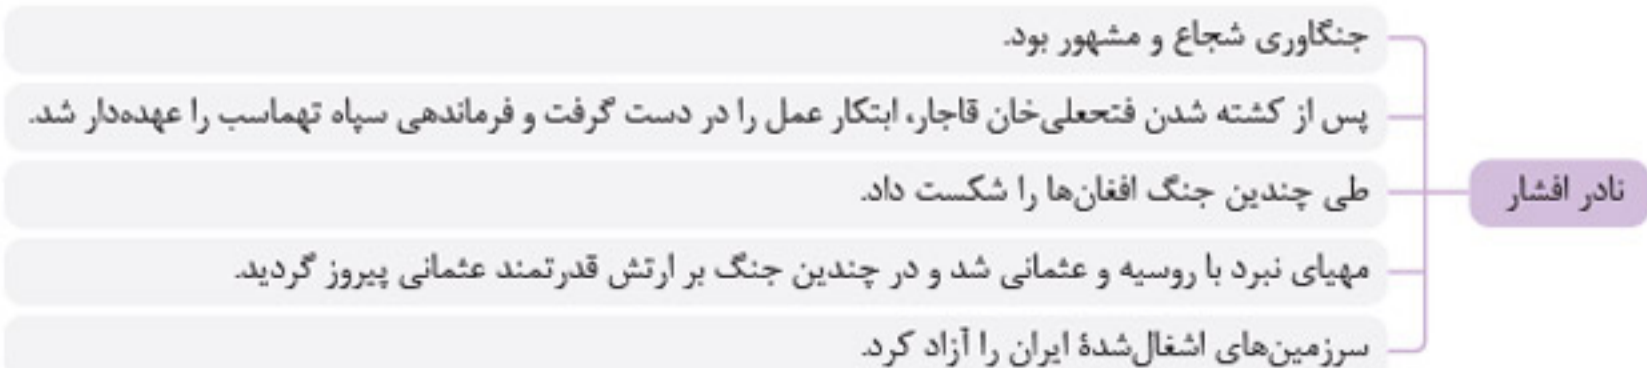 نادر افشار
جنگاوری شجاع و مشهور بود.
پس از کشته شدن فتحعلی‌خان قاجار، ابتکار عمل را در دست گرفت و فرماندهی سپاه تهماسب را عهده‌دار شد.
طی چندین جنگ افغان‌ها را شکست داد.
مهیای نبرد با روسیه و عثمانی شد و در چندین جنگ بر ارتش قدرتمند عثمانی پیروز گردید.
سرزمین‌های اشغال‌شدهٔ ایران را آزاد کرد.